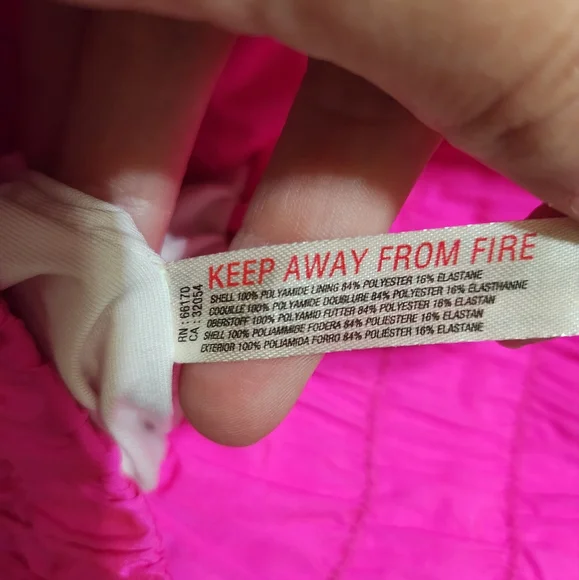 KEEP AWAY FROM FIRE
SHELL 100% POLYAMIDE LINING 84% POLYESTER 16% ELASTANE
COQUILLE 100% POLYAMIDE DOUBLURE 84% POLYESTER 16% ELASTHANNE
OBERSTOFF 100% POLYAMID FUTTER 84% POLYESTER 16% ELASTAN
SHELL 100% POLIAMMIDE FODERA 84% POLIESTERE 16% ELASTAN
EXTERIOR 100% POLIAMIDA FORRO 84% POLIÉSTER 16% ELASTANE
RN : 66170
CA : 32054